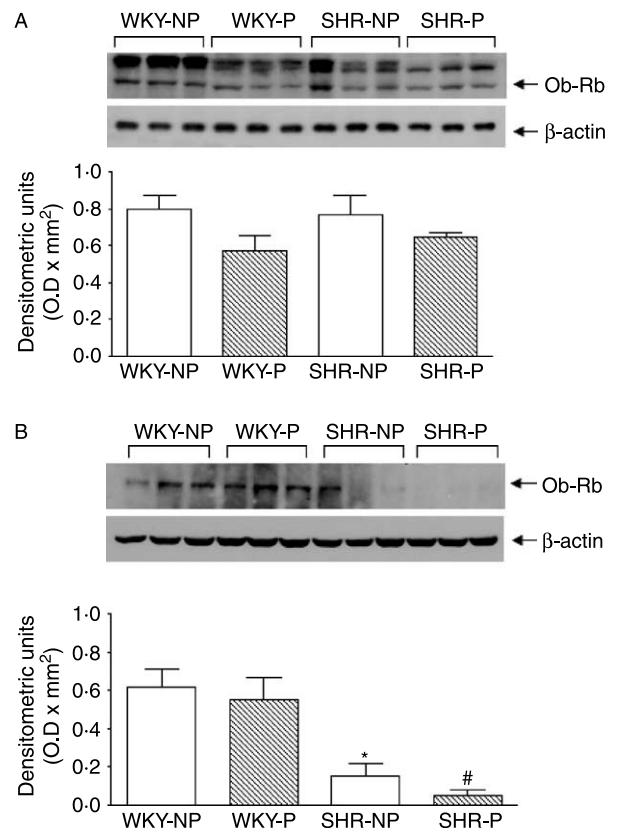 A
WKY-NP WKY-P SHR-NP SHR-P
Ob-Rb
β-actin
Densitometric units
(O.D x mm²)
1·0
0·8
0·6
0·4
0·2
0·0
WKY-NP WKY-P SHR-NP SHR-P
B
WKY-NP WKY-P SHR-NP SHR-P
Ob-Rb
β-actin
Densitometric units
(O.D x mm²)
1·0
0·8
0·6
0·4
0·2
0·0
*
#
WKY-NP WKY-P SHR-NP SHR-P